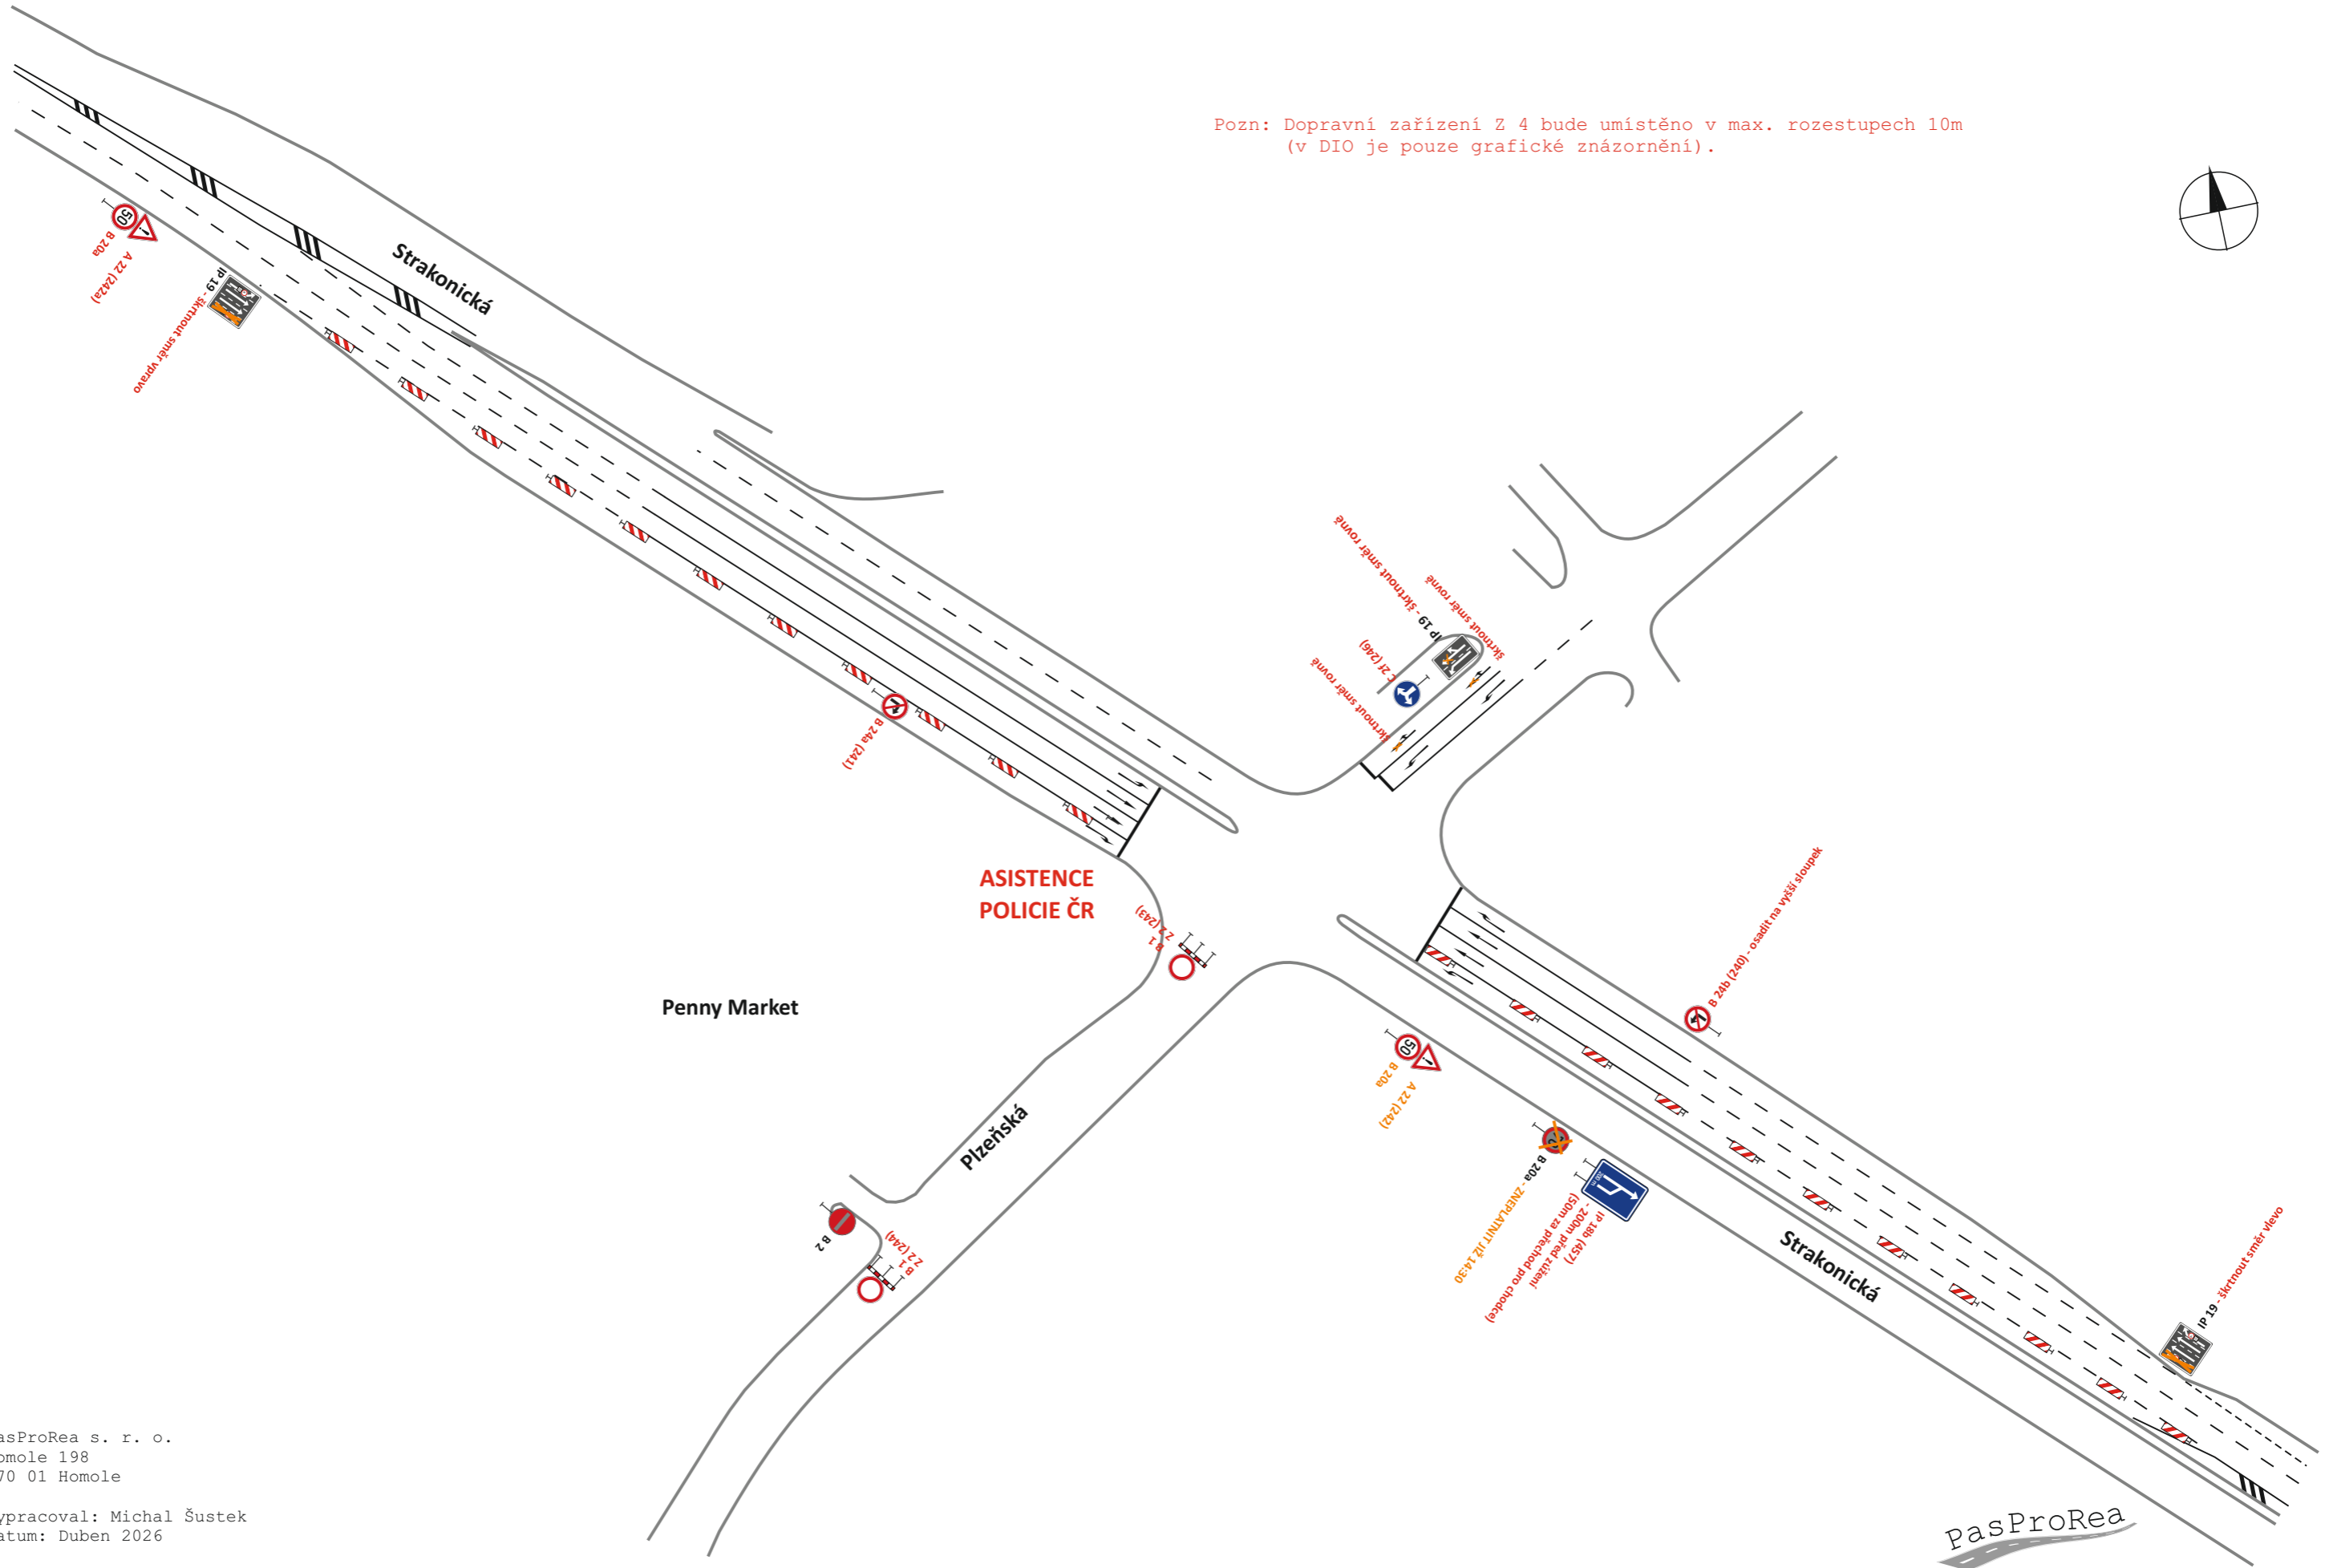 Pozn: Dopravní zařízení Z 4 bude umístěno v max. rozestupech 10m
(v DIO je pouze grafické znázornění).
50
B 20a
A 22 (242a)
IP 19 - škrtnout směr vpravo
Strakonická
IP 19 - škrtnout směr rovně
škrtnout směr rovně
C 2f (246)
škrtnout směr rovně
B 24a (241)
ASISTENCE
POLICIE ČR
B 1
Z 2 (243)
B 24b (240) - osadit na vyšší sloupek
Penny Market
50
B 20a
A 22 (242)
Plzeňská
B 20a - ZNEPLATNIT JIŽ 14:30
IP 18b (457)
- 200m před zúžení
(50m za přechod pro chodce)
B 2
B 1
Z 2 (244)
Strakonická
IP 19 - škrtnout směr vlevo
asProRea s. r. o.
omole 198
70 01 Homole
ypracoval: Michal Šustek
atum: Duben 2026
PasProRea